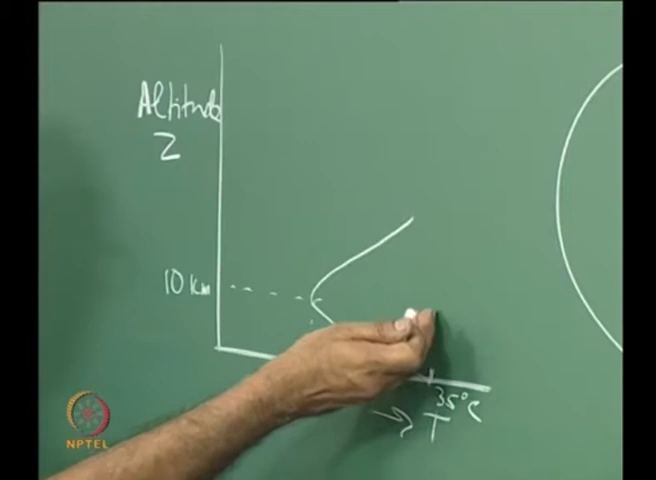 Altitude
Z
10 km
35°C
→ T
NPTEL